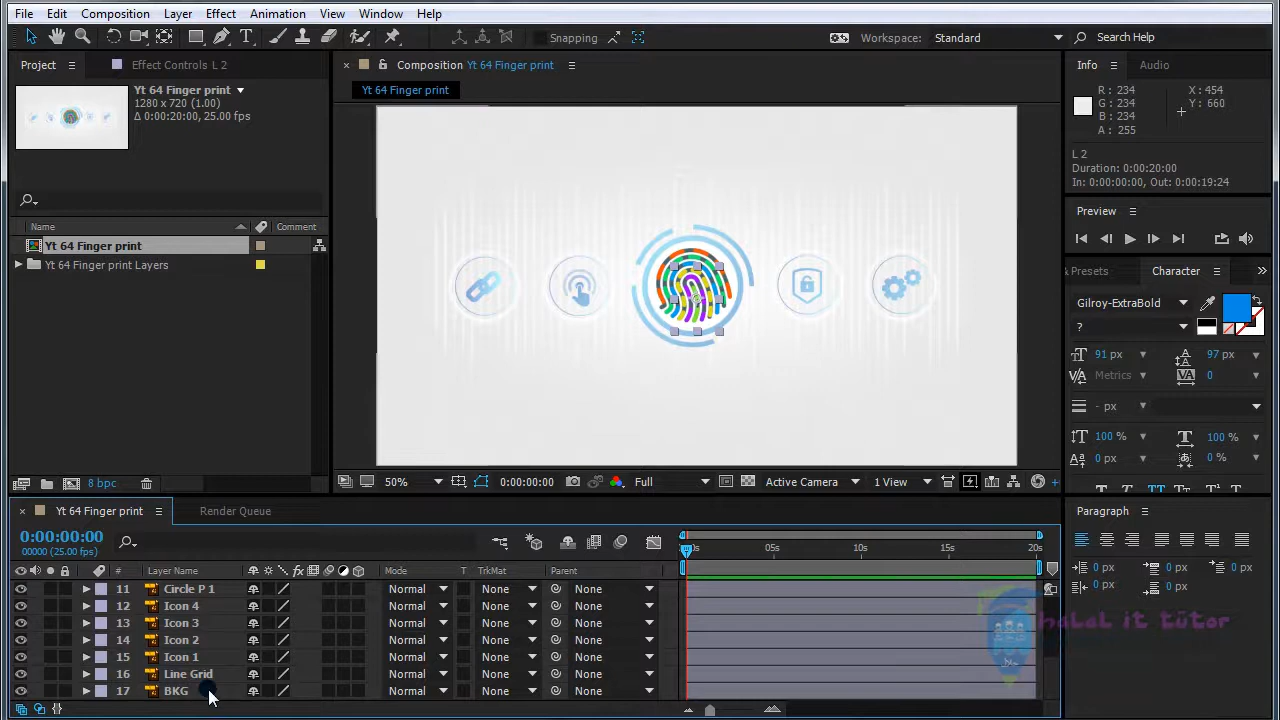 File Edit Composition Layer Effect Animation View Window Help
Snapping Workspace: Standard Search Help
Project Effect Controls L 2
Yt 64 Finger print
1280 x 720 (1.00)
Δ 0:00:20:00, 25.00 fps)
Name Comment
Yt 64 Finger print
Yt 64 Finger print Layers
8 bpc
Composition Yt 64 Finger print
Yt 64 Finger print
50% 0:00:00:00 Full Active Camera 1 View
Info Audio
R : 234
G : 234
B : 234
A : 255
X : 454
Y : 660
L 2
Duration: 0:00:20:00
In: 0:00:00:00, Out: 0:00:19:24
Preview
Presets Character
Gilroy-ExtraBold
?
91 px 97 px
Metrics 0
- px
100 % 100 %
0 px 0 %
T T TT Tt T¹ T
Paragraph
0 px 0 px 0 px
0 px 0 px
Yt 64 Finger print Render Queue
0:00:00:00
00000 (25.00 fps)
0s 05s 10s 15s 20s
# Layer Name Mode T TrkMat Parent
11 Circle P 1 Normal None None
12 Icon 4 Normal None None
13 Icon 3 Normal None None
14 Icon 2 Normal None None
15 Icon 1 Normal None None
16 Line Grid Normal None None
17 BKG Normal None None
halal it tutor